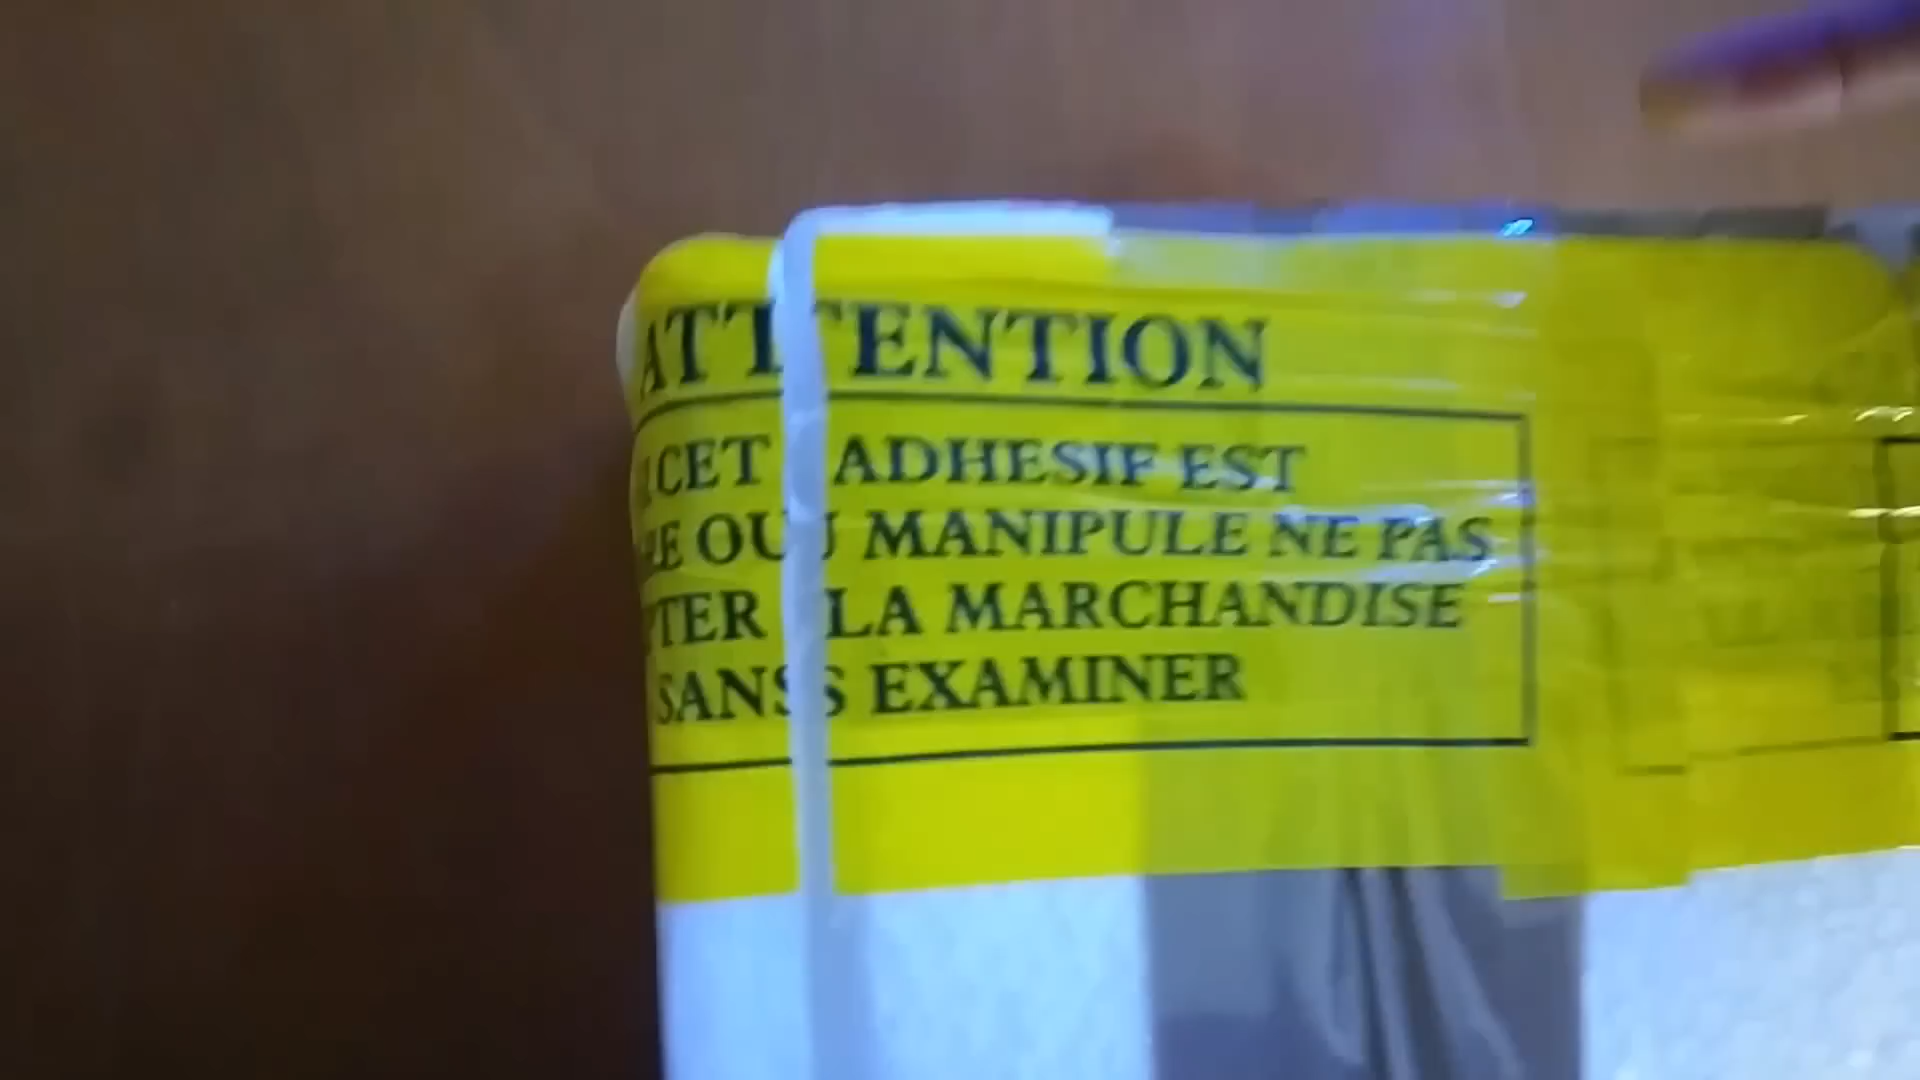 ATTENTION
CET ADHESIF EST
OU MANIPULE NE PAS
LA MARCHANDISE
SANS EXAMINER